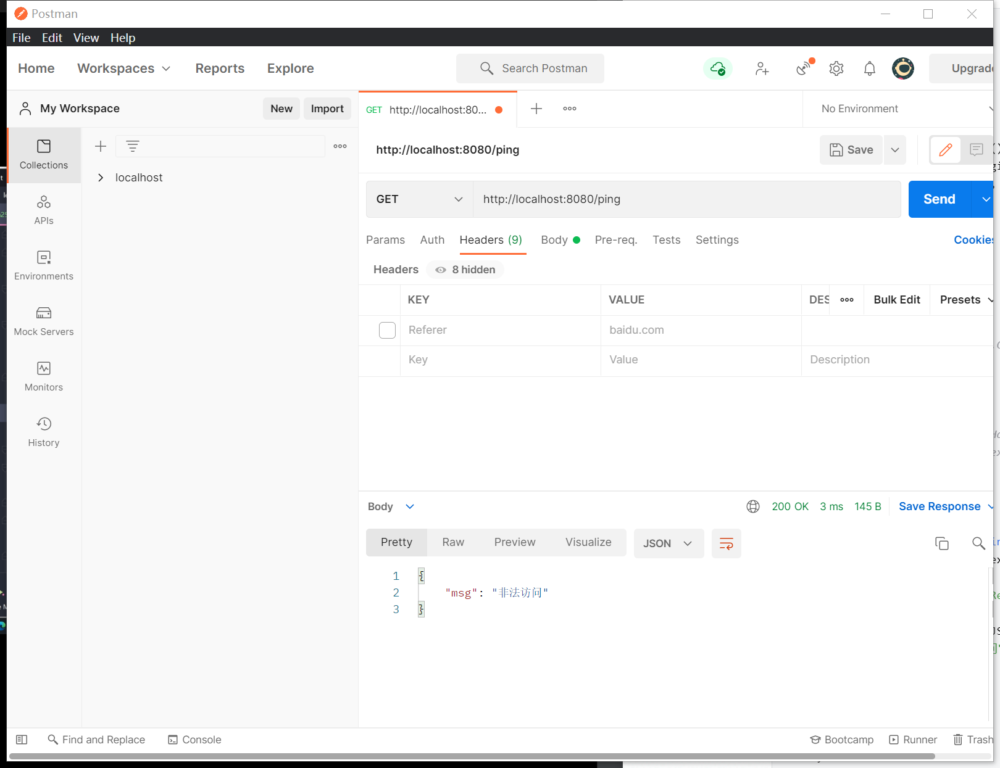 Postman
File Edit View Help
Home Workspaces Reports Explore Search Postman
My Workspace New Import GET http://localhost:80... No Environment
Collections
localhost
APIs
Environments
Mock Servers
Monitors
History
http://localhost:8080/ping Save
GET http://localhost:8080/ping Send
Params Auth Headers (9) Body Pre-req. Tests Settings Cookies
Headers 8 hidden
KEY VALUE DES Bulk Edit Presets
Referer baidu.com
Key Value Description
Body 200 OK 3 ms 145 B Save Response
Pretty Raw Preview Visualize JSON
1 {
2 "msg": "非法访问"
3 }
Find and Replace Console Bootcamp Runner Trash